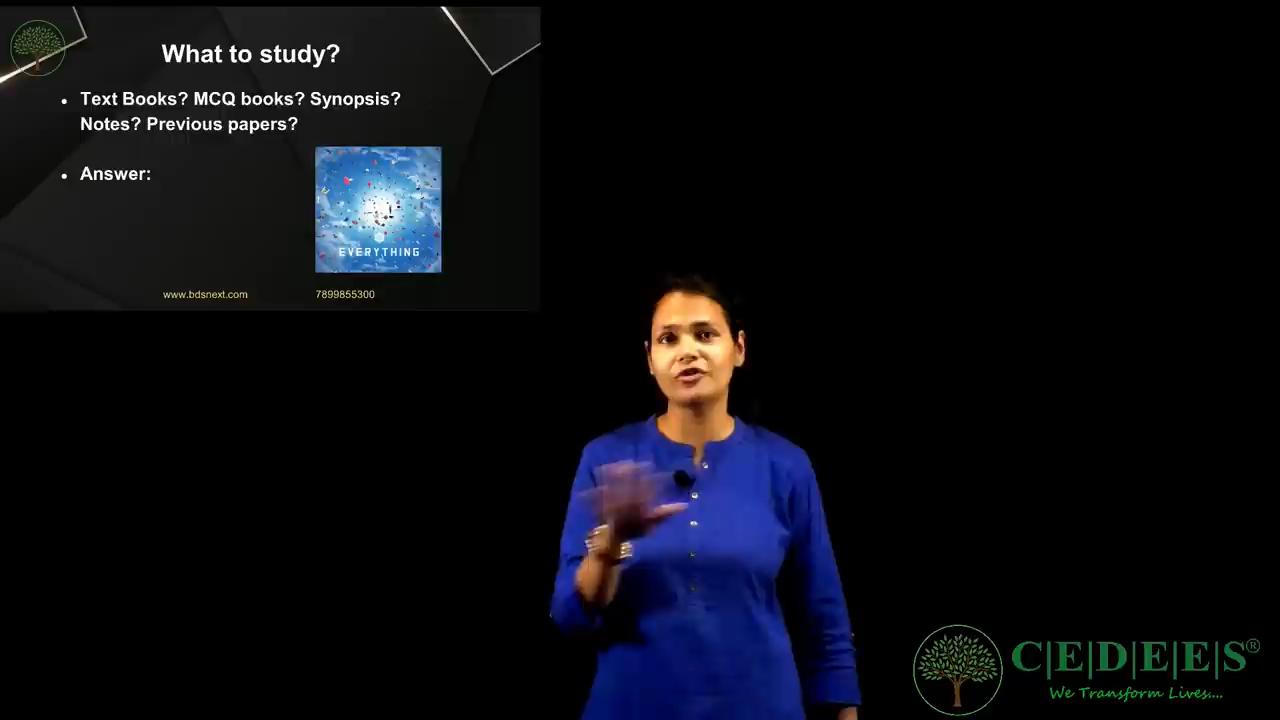 What to study?
• Text Books? MCQ books? Synopsis?
Notes? Previous papers?
• Answer:
EVERYTHING
www.bdsnext.com 7899855300
C|E|D|E|E|S®
We Transform Lives....